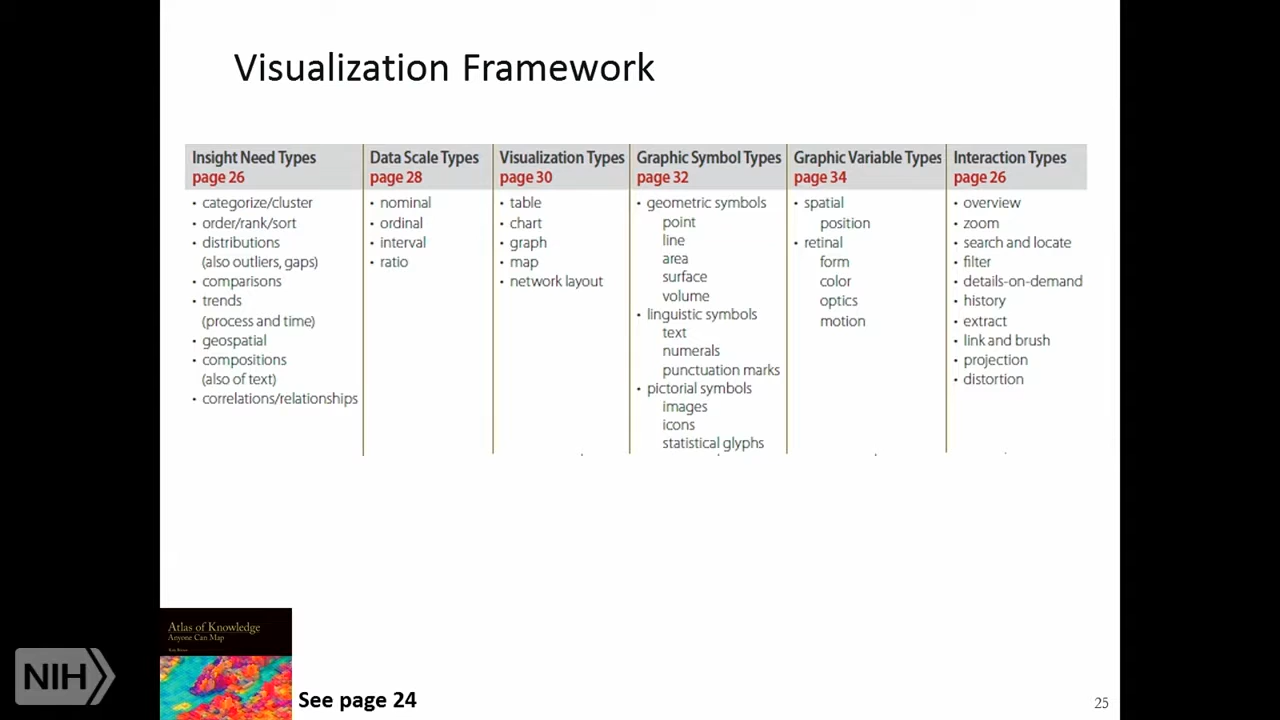 Visualization Framework
Insight Need Types
page 26
• categorize/cluster
• order/rank/sort
• distributions
(also outliers, gaps)
• comparisons
• trends
(process and time)
• geospatial
• compositions
(also of text)
• correlations/relationships
Data Scale Types
page 28
• nominal
• ordinal
• interval
• ratio
Visualization Types
page 30
• table
• chart
• graph
• map
• network layout
Graphic Symbol Types
page 32
• geometric symbols
point
line
area
surface
volume
• linguistic symbols
text
numerals
punctuation marks
• pictorial symbols
images
icons
statistical glyphs
Graphic Variable Types
page 34
• spatial
position
• retinal
form
color
optics
motion
Interaction Types
page 26
• overview
• zoom
• search and locate
• filter
• details-on-demand
• history
• extract
• link and brush
• projection
• distortion
Atlas of Knowledge
Anyone Can Map
NIH
See page 24
25